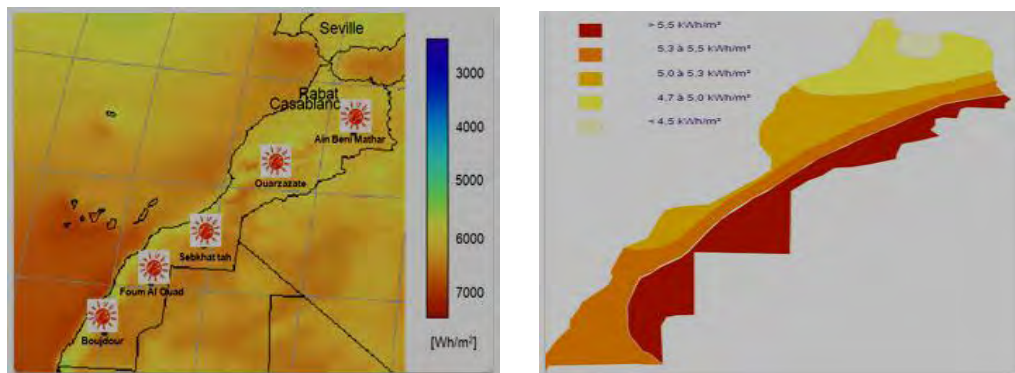 Seville
Rabat
Casablanc
Ain Beni Mathar
Ouarzazate
Sebkhat tah
Foum Al Ouad
Boujdour
3000
4000
5000
6000
7000
[Wh/m²]
> 5,5 kWh/m²
5,3 à 5,5 kWh/m²
5,0 à 5,3 kWh/m²
4,7 à 5,0 kWh/m²
< 4,5 kWh/m²